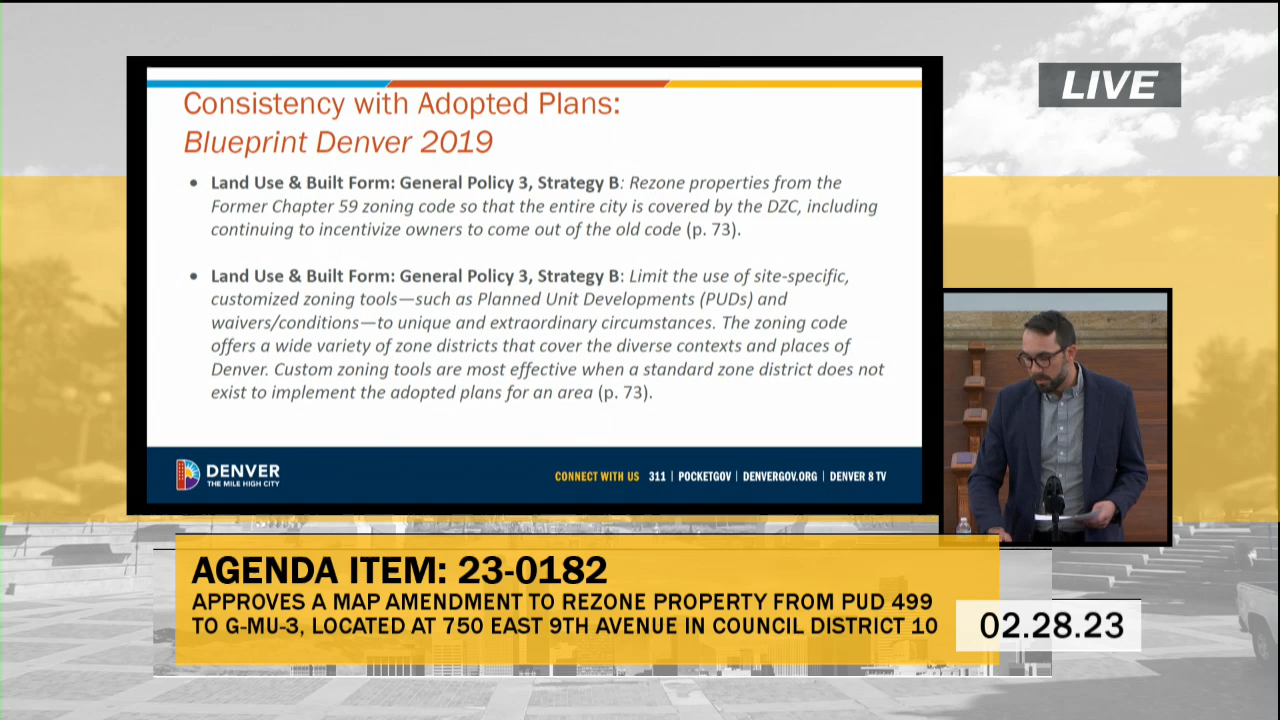 LIVE
Consistency with Adopted Plans:
Blueprint Denver 2019
• Land Use & Built Form: General Policy 3, Strategy B: Rezone properties from the
Former Chapter 59 zoning code so that the entire city is covered by the DZC, including
continuing to incentivize owners to come out of the old code (p. 73).
• Land Use & Built Form: General Policy 3, Strategy B: Limit the use of site-specific,
customized zoning tools—such as Planned Unit Developments (PUDs) and
waivers/conditions—to unique and extraordinary circumstances. The zoning code
offers a wide variety of zone districts that cover the diverse contexts and places of
Denver. Custom zoning tools are most effective when a standard zone district does not
exist to implement the adopted plans for an area (p. 73).
DENVER
THE MILE HIGH CITY
CONNECT WITH US 311 | POCKETGOV | DENVERGOV.ORG | DENVER 8 TV
AGENDA ITEM: 23-0182
APPROVES A MAP AMENDMENT TO REZONE PROPERTY FROM PUD 499
TO G-MU-3, LOCATED AT 750 EAST 9TH AVENUE IN COUNCIL DISTRICT 10
02.28.23